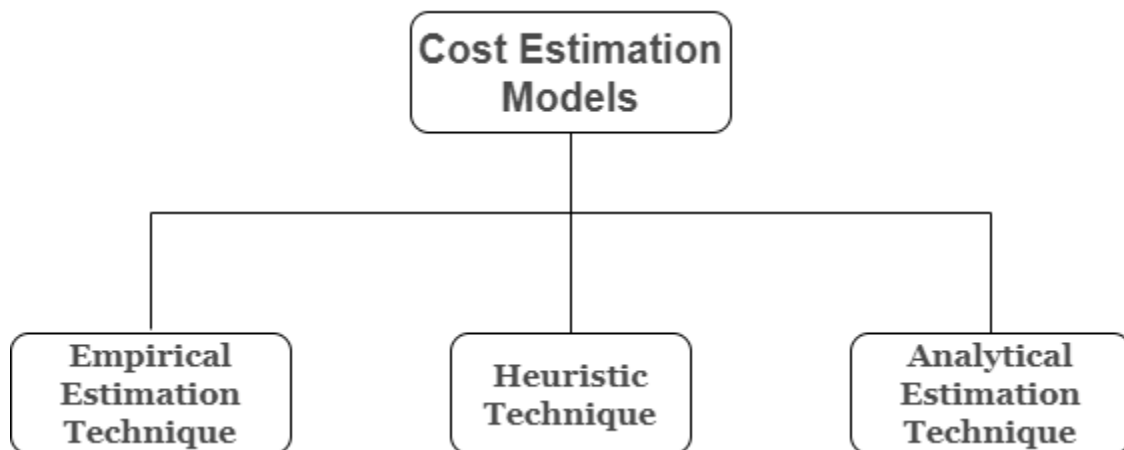 Cost Estimation
Models
Empirical
Estimation
Technique
Heuristic
Technique
Analytical
Estimation
Technique